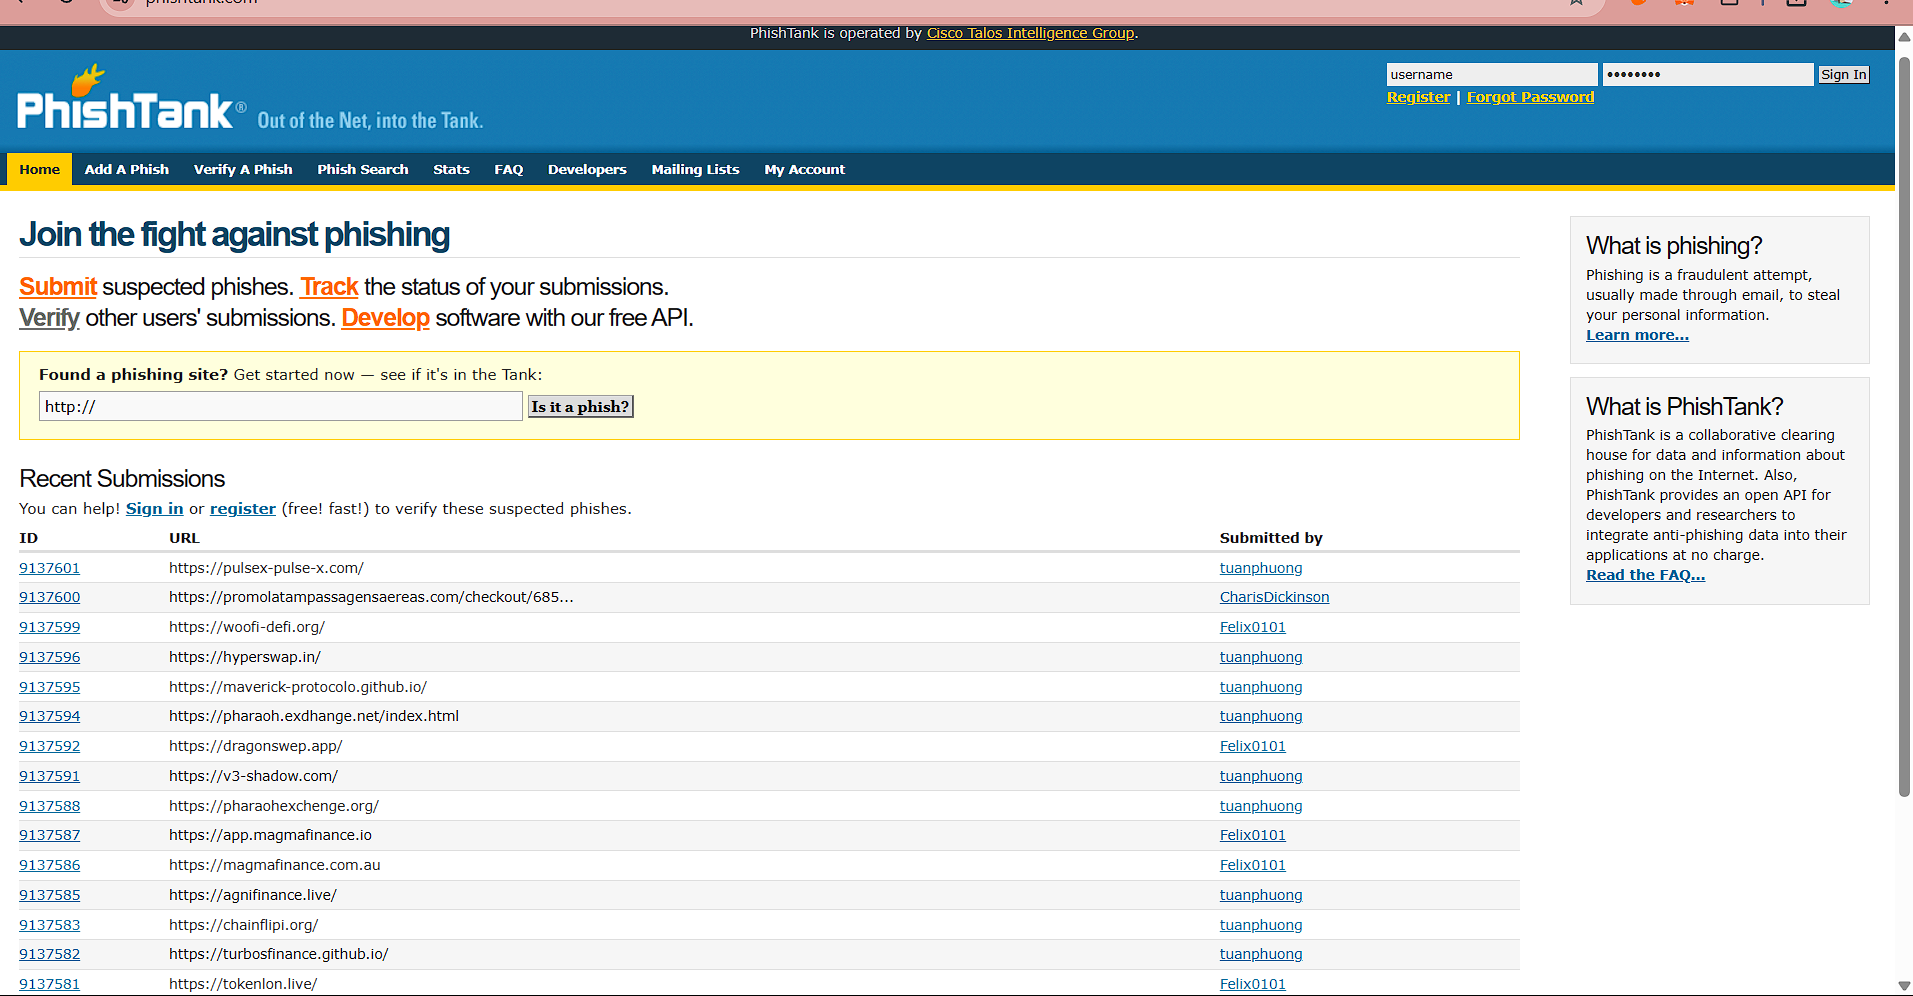 phishtank.com
PhishTank is operated by Cisco Talos Intelligence Group.
username •••••••• Sign In
Register | Forgot Password
PhishTank® Out of the Net, into the Tank.
Home Add A Phish Verify A Phish Phish Search Stats FAQ Developers Mailing Lists My Account
Join the fight against phishing
Submit suspected phishes. Track the status of your submissions.
Verify other users' submissions. Develop software with our free API.
Found a phishing site? Get started now — see if it's in the Tank:
http:// Is it a phish?
Recent Submissions
You can help! Sign in or register (free! fast!) to verify these suspected phishes.
ID URL Submitted by
9137601 https://pulsex-pulse-x.com/ tuanphuong
9137600 https://promolatampassagensaereas.com/checkout/685... CharisDickinson
9137599 https://woofi-defi.org/ Felix0101
9137596 https://hyperswap.in/ tuanphuong
9137595 https://maverick-protocolo.github.io/ tuanphuong
9137594 https://pharaoh.exdhange.net/index.html tuanphuong
9137592 https://dragonswep.app/ Felix0101
9137591 https://v3-shadow.com/ tuanphuong
9137588 https://pharaohexchenge.org/ tuanphuong
9137587 https://app.magmafinance.io Felix0101
9137586 https://magmafinance.com.au Felix0101
9137585 https://agnifinance.live/ tuanphuong
9137583 https://chainflipi.org/ tuanphuong
9137582 https://turbosfinance.github.io/ tuanphuong
9137581 https://tokenlon.live/ Felix0101
What is phishing?
Phishing is a fraudulent attempt,
usually made through email, to steal
your personal information.
Learn more...
What is PhishTank?
PhishTank is a collaborative clearing
house for data and information about
phishing on the Internet. Also,
PhishTank provides an open API for
developers and researchers to
integrate anti-phishing data into their
applications at no charge.
Read the FAQ...